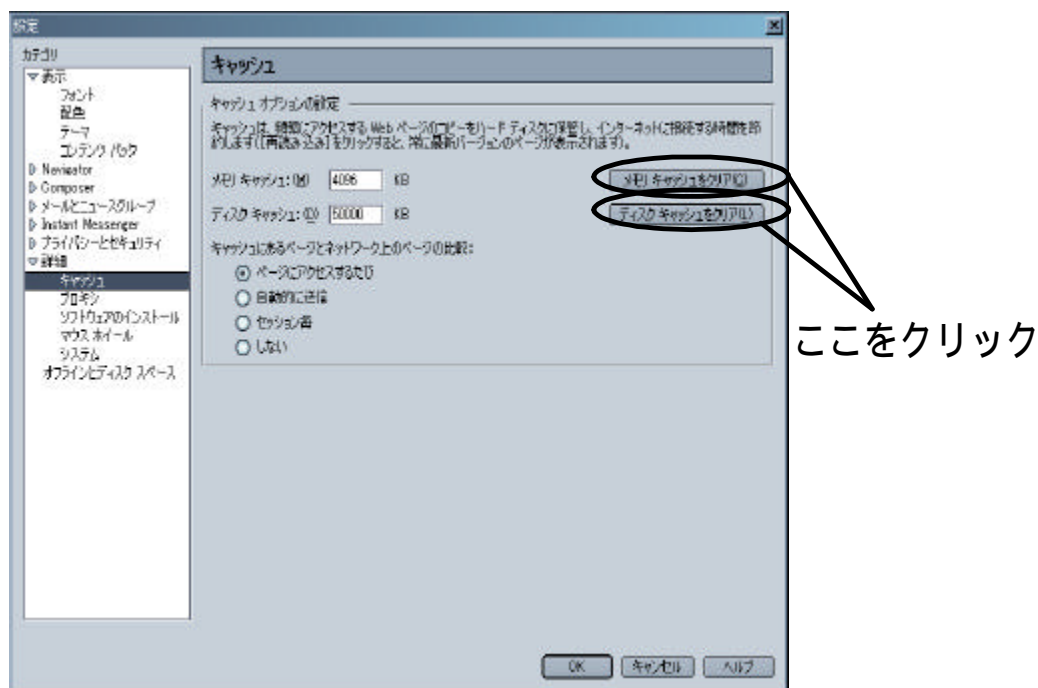 設定
カテゴリ
表示
フォント
配色
テーマ
コンテンツ パック
Navigator
Composer
メールとニュースグループ
Instant Messenger
プライバシーとセキュリティ
詳細
キャッシュ
プロキシ
ソフトウェアのインストール
マウス ホイール
システム
オフラインとディスク スペース
キャッシュ
キャッシュ オプションの設定
キャッシュは、頻繁にアクセスする Web ページのコピーをハード ディスクに保管し、インターネットに接続する時間を節
約します([再読み込み]をクリックすると、常に最新バージョンのページが表示されます)。
メモリ キャッシュ:(M) 4096 KB メモリ キャッシュをクリア(C)
ディスク キャッシュ:(D) 50000 KB ディスク キャッシュをクリア(L)
キャッシュにあるページとネットワーク上のページの比較:
ページにアクセスするたび
自動的に送信
セッション毎
しない
ここをクリック
OK キャンセル ヘルプ